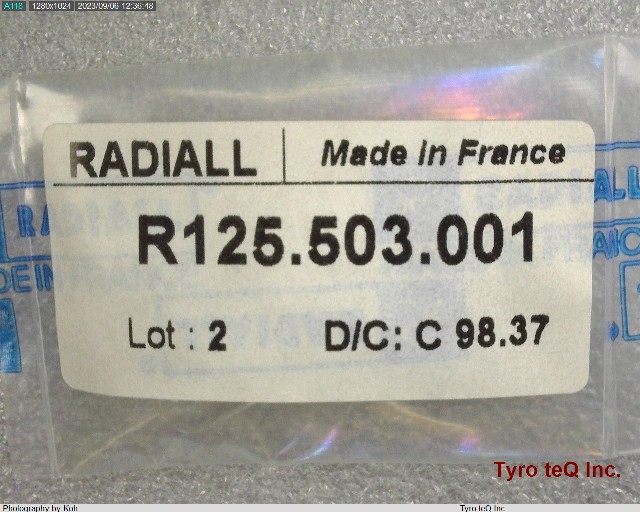 A118 1280x1024 2023/09/06 12:36:48
RADIALL Made in France
R125.503.001
Lot : 2 D/C: C 98.37
Tyro teQ Inc.
Photography by Koh Tyro teQ Inc